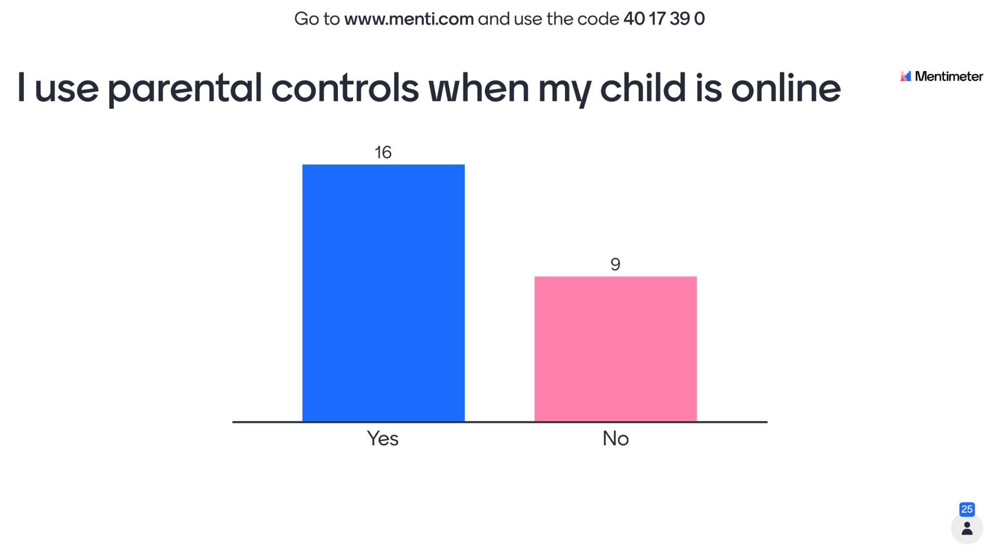 Go to www.menti.com and use the code 40 17 39 0
I use parental controls when my child is online
Mentimeter
16
9
Yes
No
25